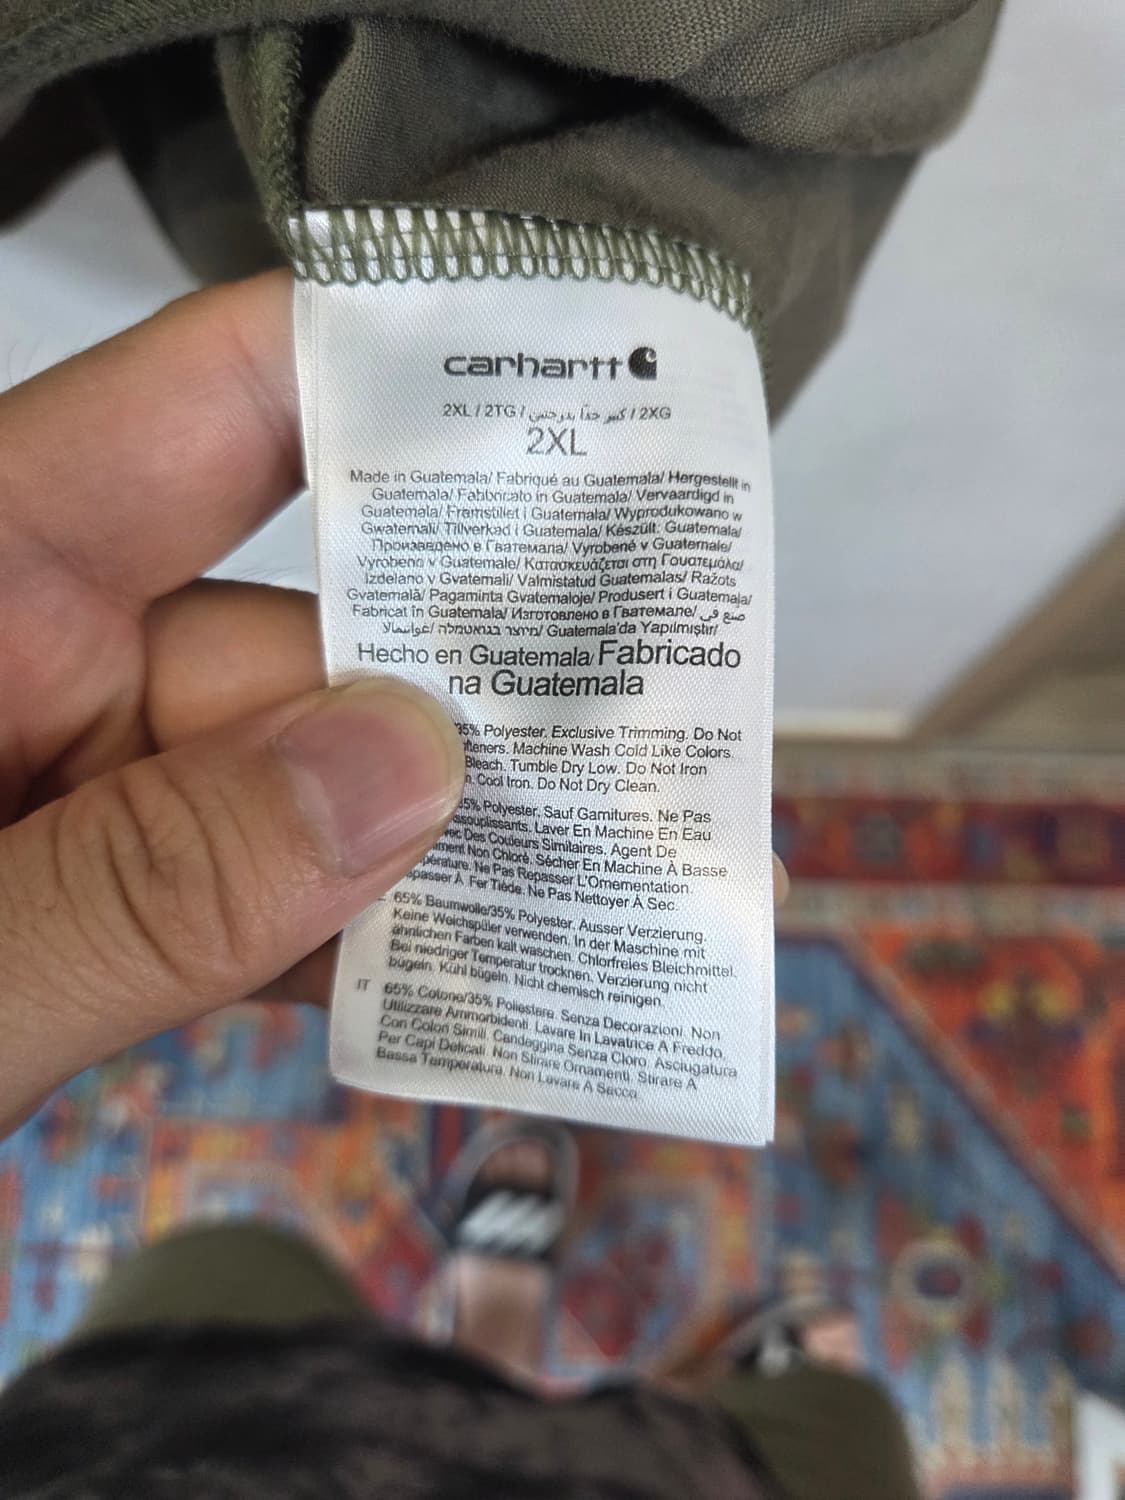 carhartt
2XL / 2TG / كبير جدًا بدرجتين / 2XG
2XL
Made in Guatemala/ Fabriqué au Guatemala/ Hergestellt in
Guatemala/ Fabbricato in Guatemala/ Vervaardigd in
Guatemala/ Framstillet i Guatemala/ Wyprodukowano w
Gwatemali/ Tillverkad i Guatemala/ Készült: Guatemala/
Произведено в Гватемала/ Vyrobené v Guatemale/
Vyrobeno v Guatemale/ Κατασκευάζεται στη Γουατεμάλα/
Izdelano v Gvatemali/ Valmistatud Guatemalas/ Ražots
Gvatemalā/ Pagaminta Gvatemaloje/ Produsert i Guatemala/
Fabricat în Guatemala/ Изготовлено в Гватемале/ صنع في
غواتيمالا/ מיוצר בגואטמלה/ Guatemala'da Yapılmıştır/
Hecho en Guatemala/ Fabricado
na Guatemala
35% Polyester. Exclusive Trimming. Do Not
Machine Wash Cold Like Colors.
Bleach. Tumble Dry Low. Do Not Iron
Cool Iron. Do Not Dry Clean.
Polyester. Sauf Garnitures. Ne Pas
Laver En Machine En Eau
Des Couleurs Similaires. Agent De
Non Chloré. Sécher En Machine À Basse
Ne Pas Repasser L'Ornementation.
À Fer Tiède. Ne Pas Nettoyer À Sec.
65% Baumwolle/35% Polyester. Ausser Verzierung.
Keine Weichspüler verwenden. In der Maschine mit
ähnlichen Farben kalt waschen. Chlorfreies Bleichmittel.
Bei niedriger Temperatur trocknen. Verzierung nicht
bügeln. Kühl bügeln. Nicht chemisch reinigen.
IT 65% Cotone/35% Poliestere. Senza Decorazioni. Non
Utilizzare Ammorbidenti. Lavare In Lavatrice A Freddo
Con Colori Simili. Candeggina Senza Cloro. Asciugatura
Per Capi Delicati. Non Stirare Ornamenti. Stirare A
Bassa Temperatura. Non Lavare A Secco.